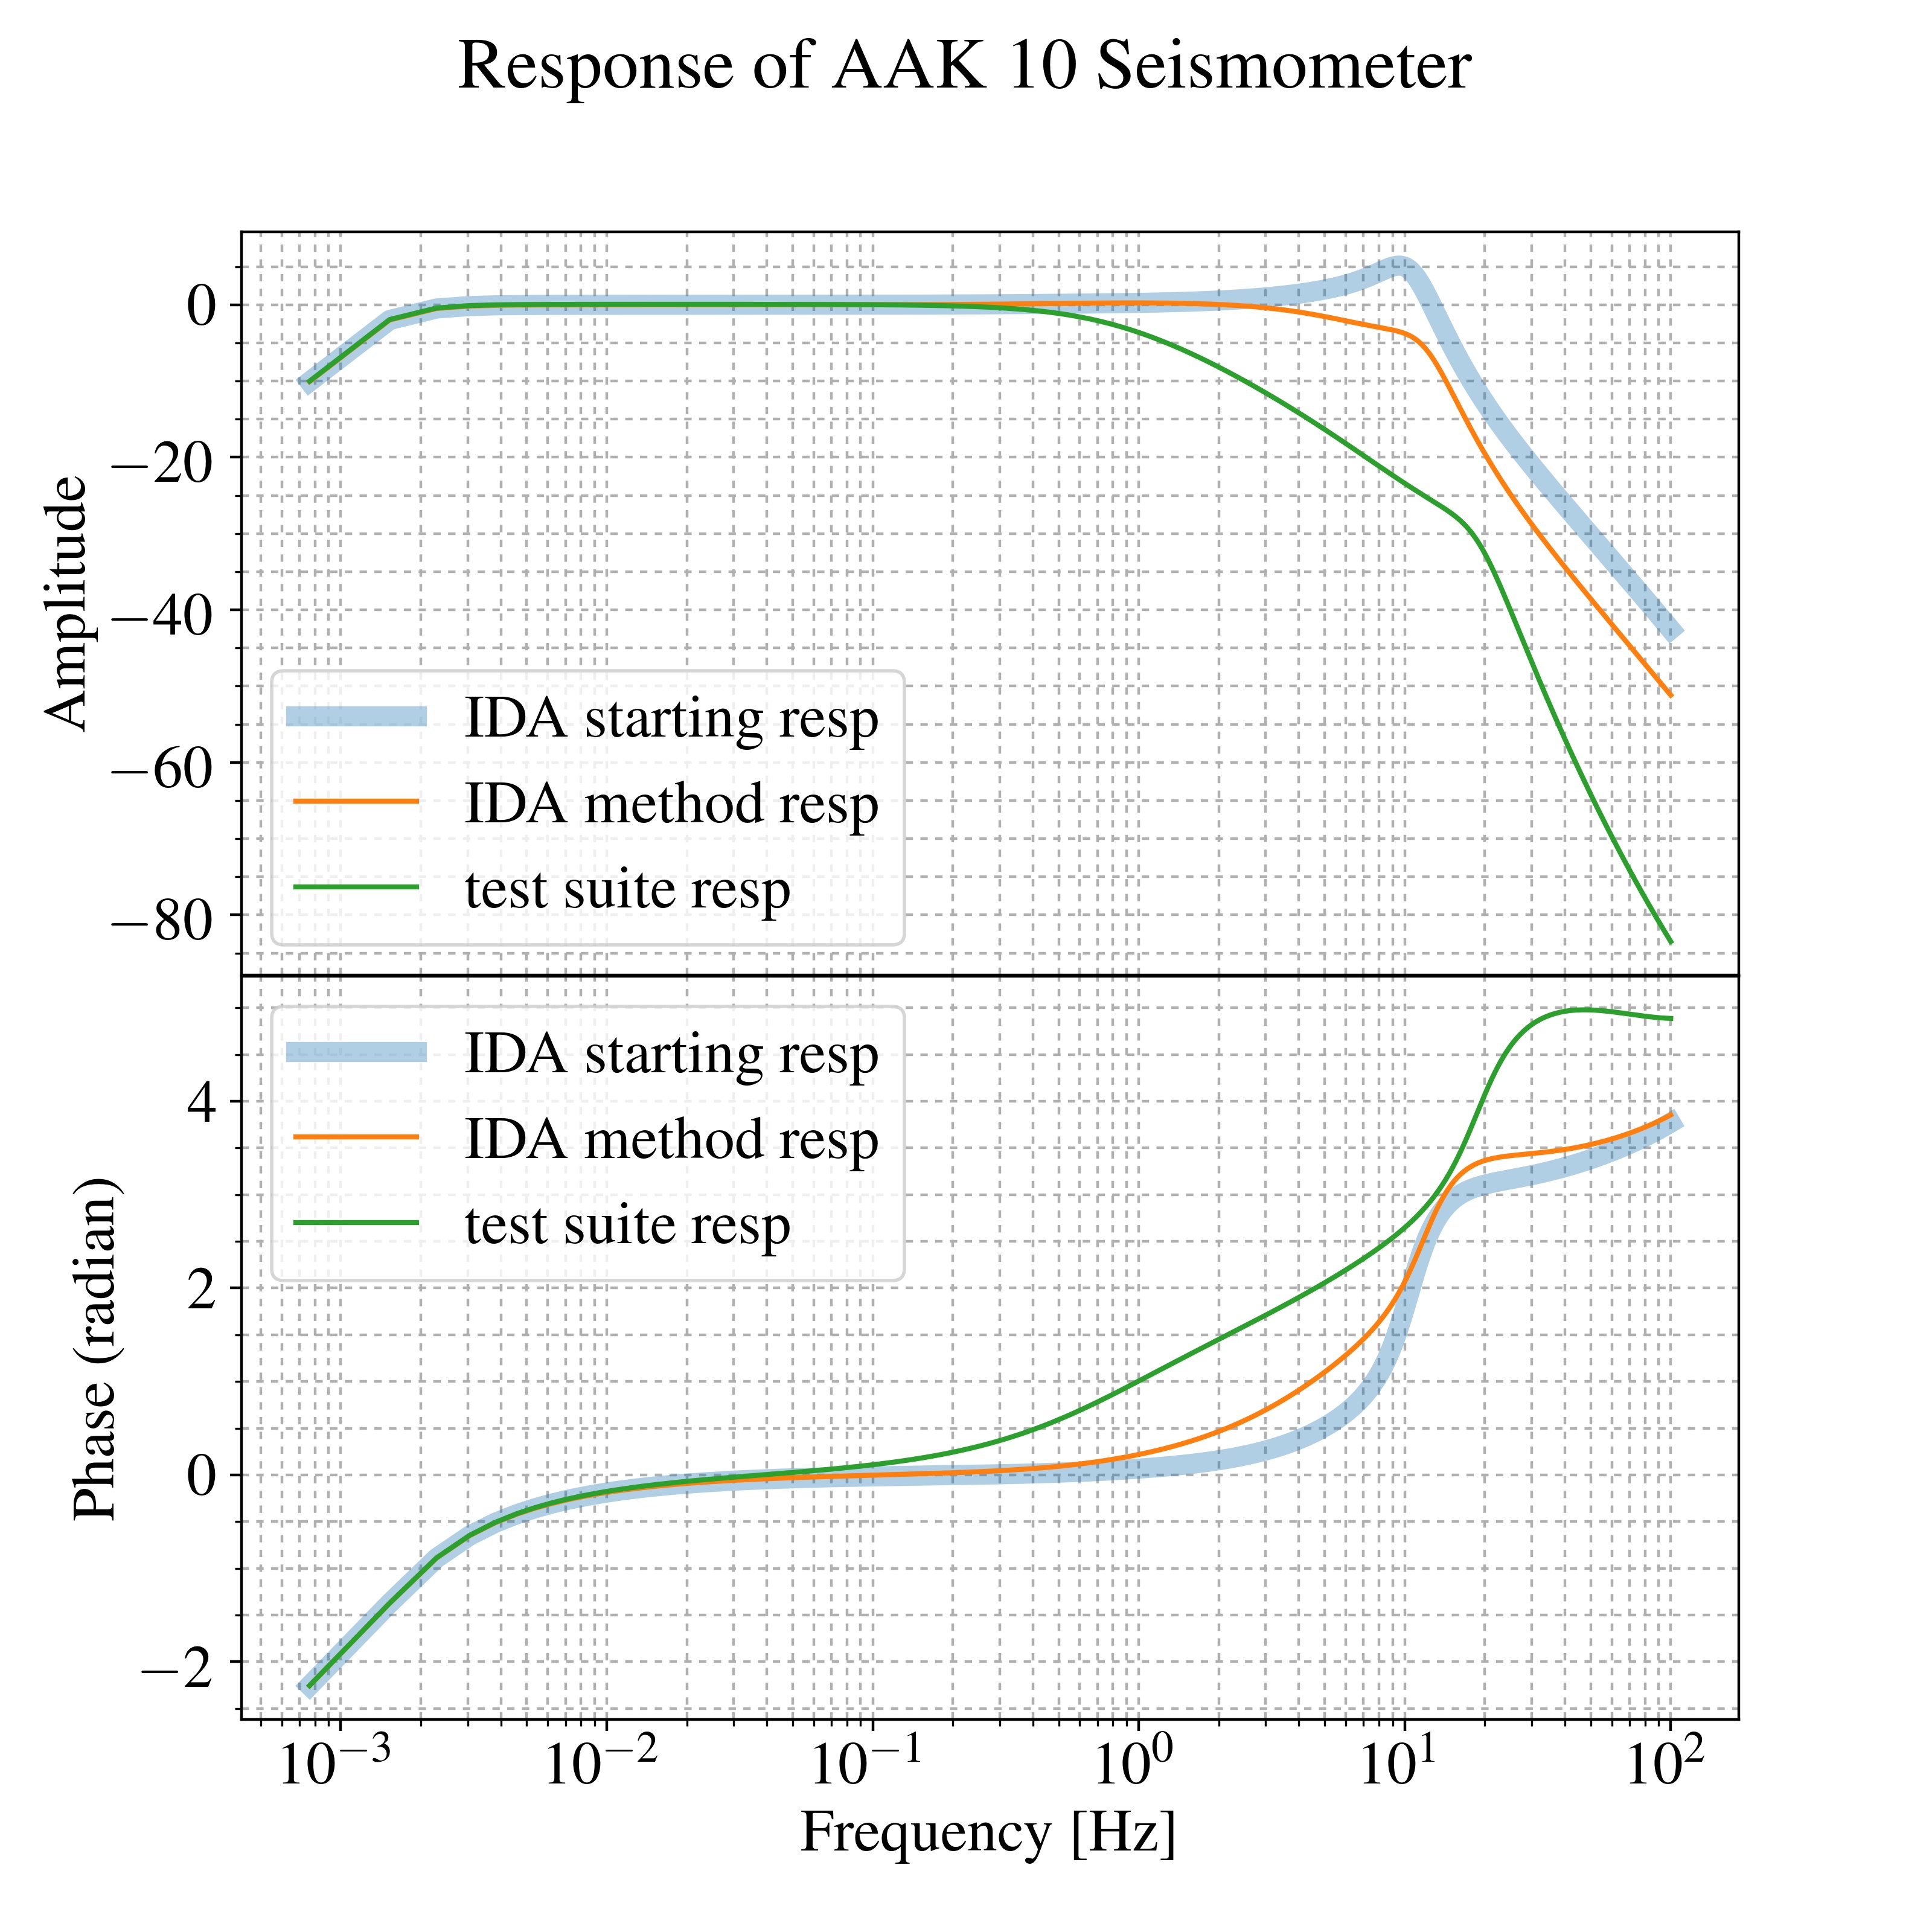 Response of AAK 10 Seismometer
Amplitude
0
−20
−40
−60
−80
IDA starting resp
IDA method resp
test suite resp
Phase (radian)
4
2
0
−2
IDA starting resp
IDA method resp
test suite resp
10⁻³ 10⁻² 10⁻¹ 10⁰ 10¹ 10²
Frequency [Hz]